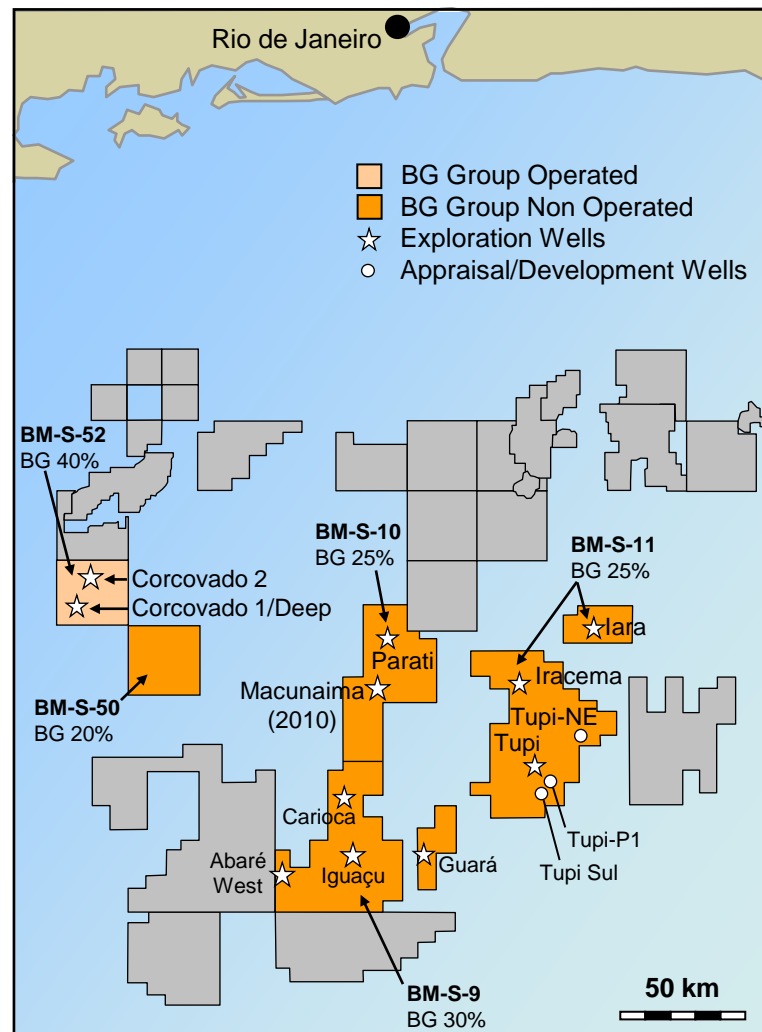 Rio de Janeiro
BG Group Operated
BG Group Non Operated
Exploration Wells
Appraisal/Development Wells
BM-S-52
BG 40%
Corcovado 2
Corcovado 1/Deep
BM-S-50
BG 20%
BM-S-10
BG 25%
Parati
Macunaima
(2010)
BM-S-11
BG 25%
Iara
Iracema
Tupi-NE
Tupi
Tupi-P1
Tupi Sul
Carioca
Abaré
West
Iguaçu
Guará
BM-S-9
BG 30%
50 km